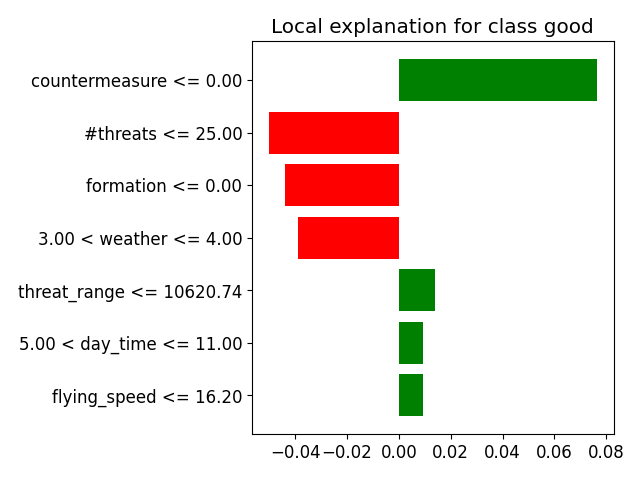 Local explanation for class good
countermeasure <= 0.00
#threats <= 25.00
formation <= 0.00
3.00 < weather <= 4.00
threat_range <= 10620.74
5.00 < day_time <= 11.00
flying_speed <= 16.20
−0.04 −0.02 0.00 0.02 0.04 0.06 0.08